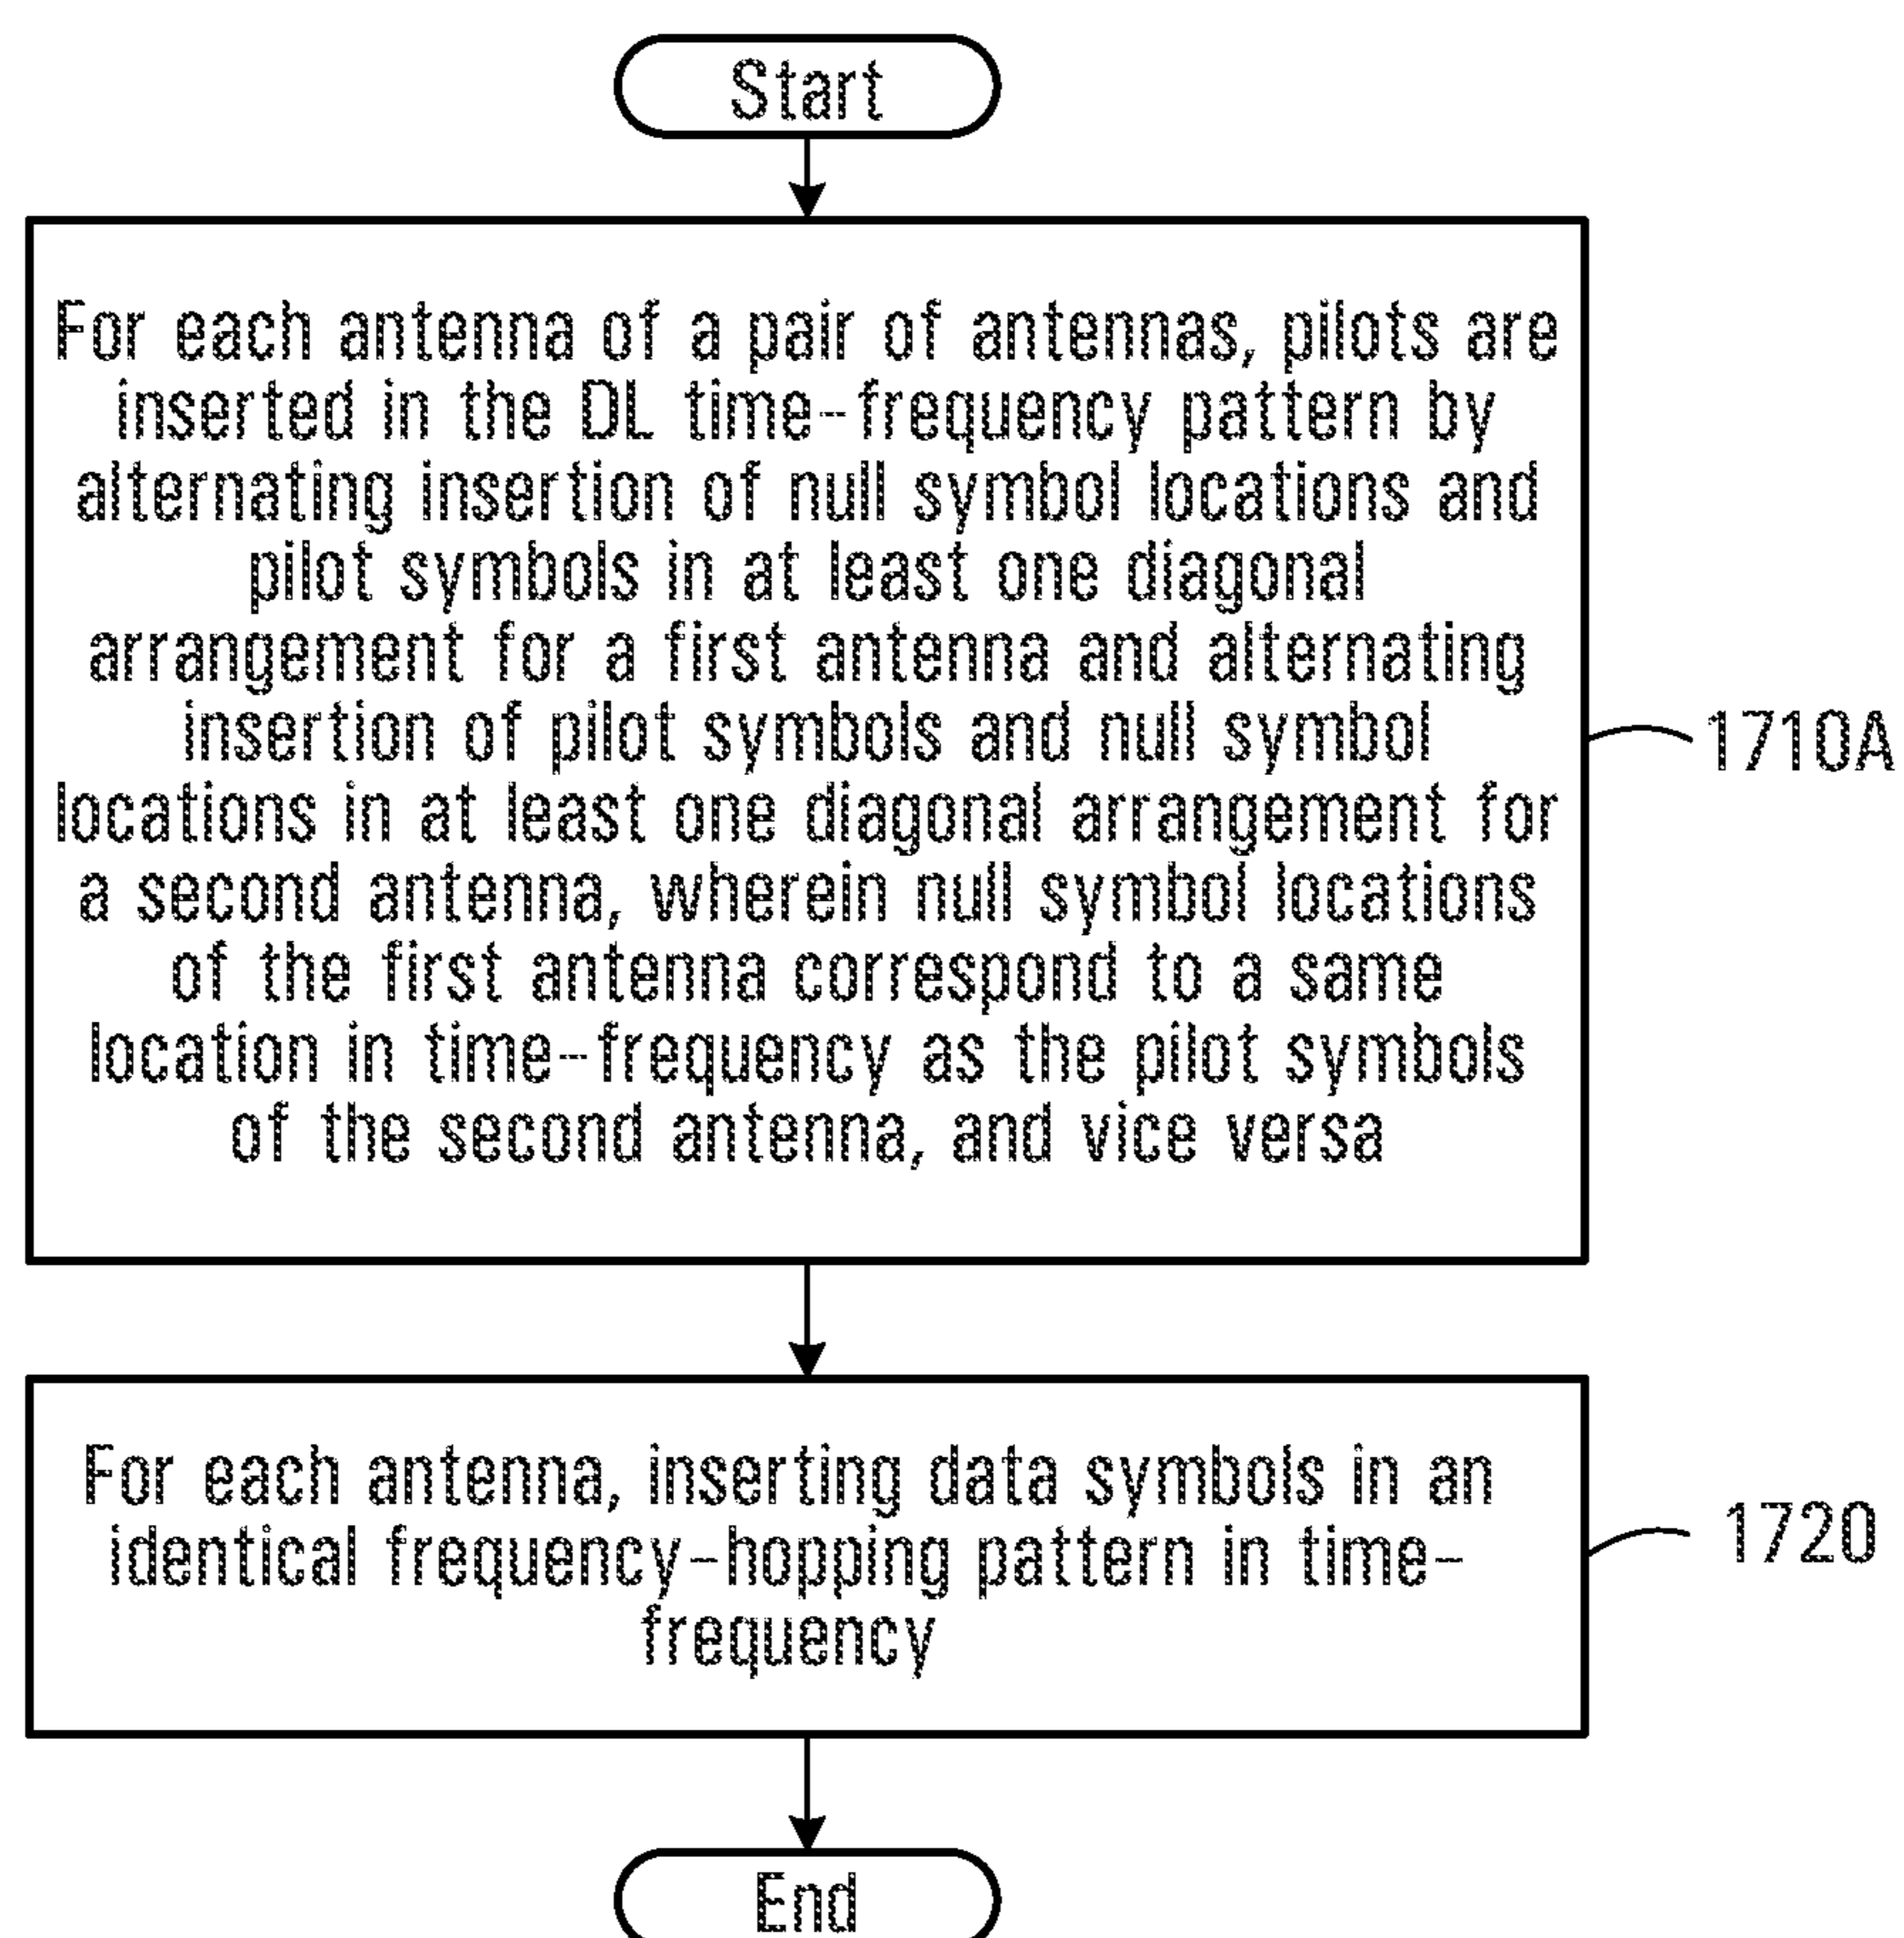 Start
For each antenna of a pair of antennas, pilots are
inserted in the DL time-frequency pattern by
alternating insertion of null symbol locations and
pilot symbols in at least one diagonal
arrangement for a first antenna and alternating
insertion of pilot symbols and null symbol
locations in at least one diagonal arrangement for
a second antenna, wherein null symbol locations
of the first antenna correspond to a same
location in time-frequency as the pilot symbols
of the second antenna, and vice versa
1710A
For each antenna, inserting data symbols in an
identical frequency-hopping pattern in time-
frequency
1720
End